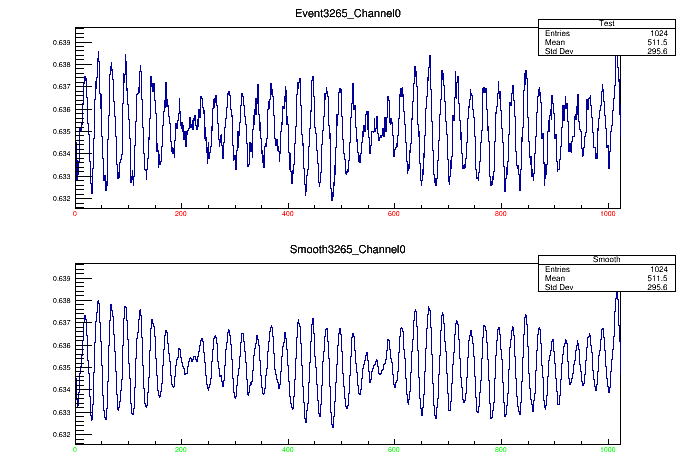 Event3265_Channel0
Test
Entries 1024
Mean 511.5
Std Dev 295.6
0.639
0.638
0.637
0.636
0.635
0.634
0.633
0.632
0 200 400 600 800 1000
Smooth3265_Channel0
Smooth
Entries 1024
Mean 511.5
Std Dev 295.6
0.639
0.638
0.637
0.636
0.635
0.634
0.633
0.632
0 200 400 600 800 1000